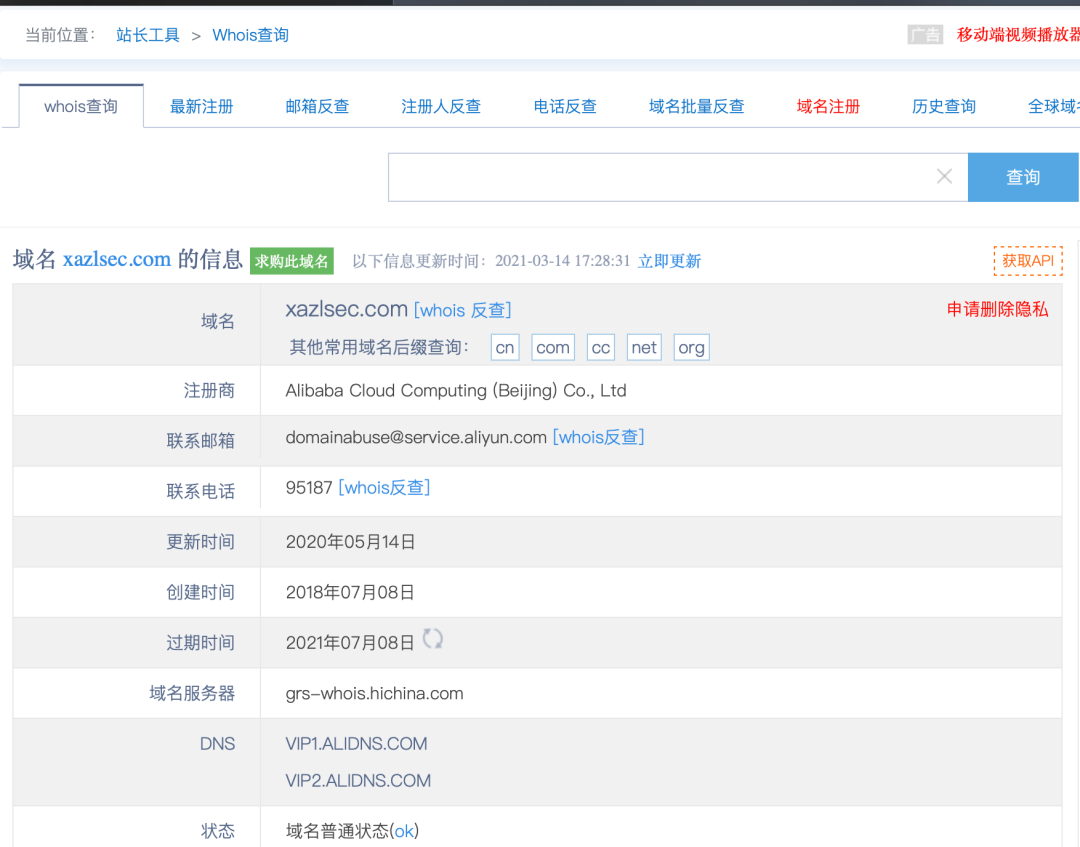 当前位置： 站长工具 > Whois查询 广告 移动端视频播放器
whois查询 最新注册 邮箱反查 注册人反查 电话反查 域名批量反查 域名注册 历史查询 全球域名
查询
域名 xazlsec.com 的信息 求购此域名 以下信息更新时间：2021-03-14 17:28:31 立即更新 获取API
域名 xazlsec.com [whois 反查] 申请删除隐私
其他常用域名后缀查询： cn com cc net org
注册商 Alibaba Cloud Computing (Beijing) Co., Ltd
联系邮箱 domainabuse@service.aliyun.com [whois反查]
联系电话 95187 [whois反查]
更新时间 2020年05月14日
创建时间 2018年07月08日
过期时间 2021年07月08日
域名服务器 grs-whois.hichina.com
DNS VIP1.ALIDNS.COM
VIP2.ALIDNS.COM
状态 域名普通状态(ok)